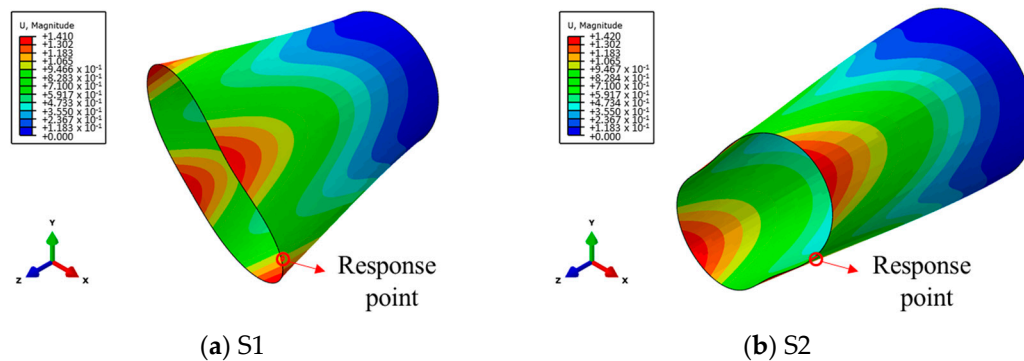 U, Magnitude
+1.410
+1.302
+1.183
+1.065
+9.466 x 10⁻¹
+8.283 x 10⁻¹
+7.100 x 10⁻¹
+5.917 x 10⁻¹
+4.733 x 10⁻¹
+3.550 x 10⁻¹
+2.367 x 10⁻¹
+1.183 x 10⁻¹
+0.000
Y
Z
X
Response
point
(a) S1
U, Magnitude
+1.420
+1.302
+1.183
+1.065
+9.467 x 10⁻¹
+8.284 x 10⁻¹
+7.100 x 10⁻¹
+5.917 x 10⁻¹
+4.734 x 10⁻¹
+3.550 x 10⁻¹
+2.367 x 10⁻¹
+1.183 x 10⁻¹
+0.000
Y
Z
X
Response
point
(b) S2